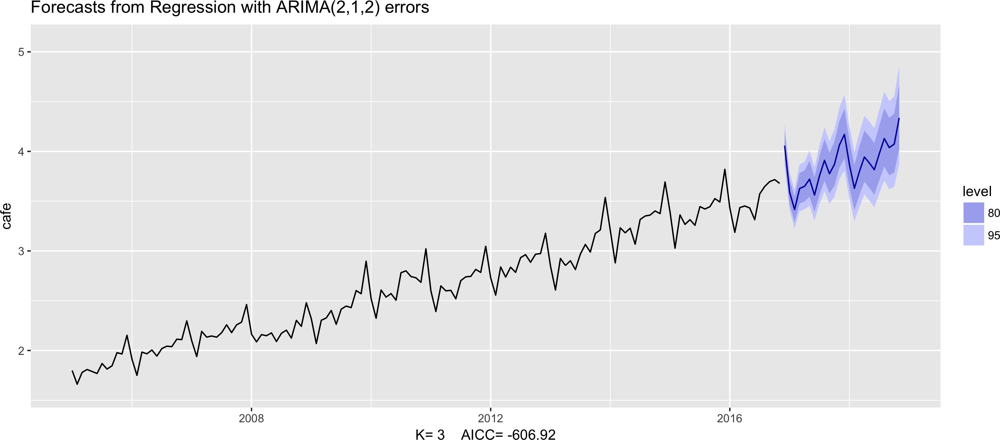 Forecasts from Regression with ARIMA(2,1,2) errors
5
4
3
2
cafe
level
80
95
2008 2012 2016
K= 3 AICC= -606.92